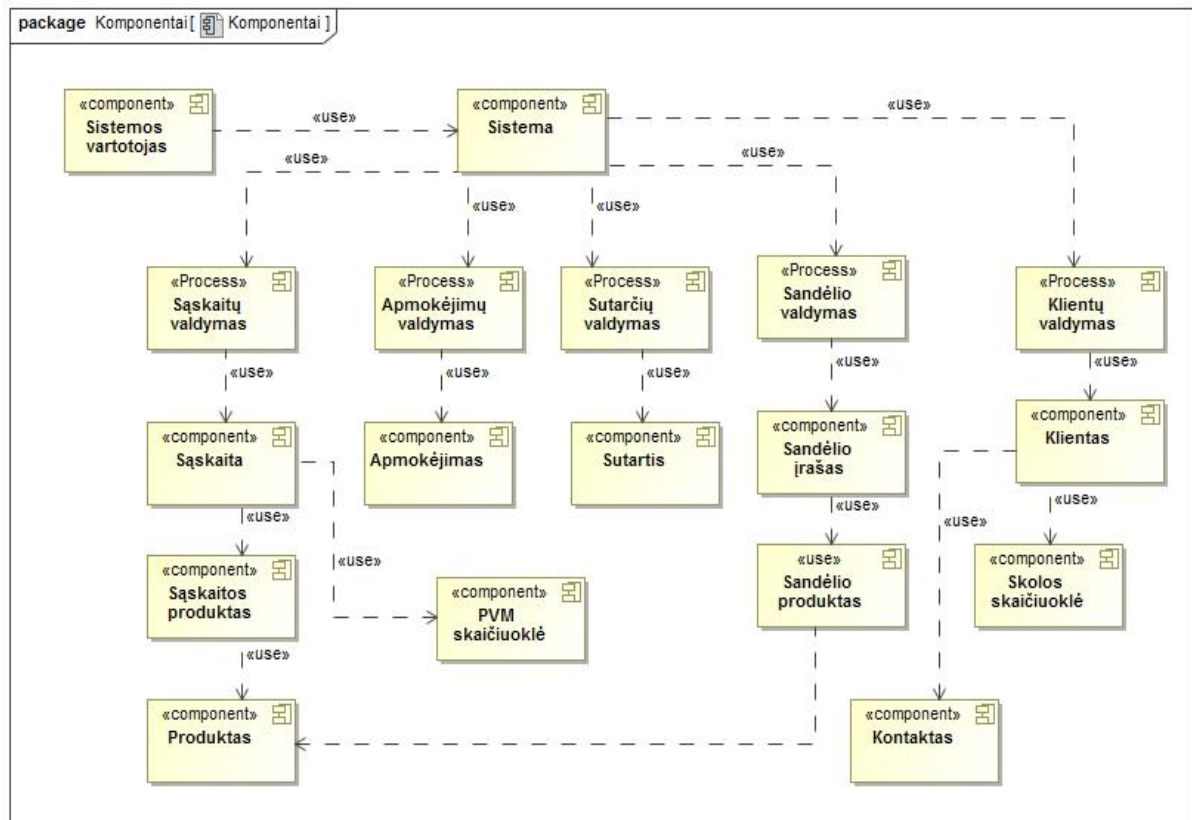 package Komponentai [ Komponentai ]
«component»
Sistemos
vartotojas
«use»
«component»
Sistema
«use»
«use»
«use»
«use»
«use»
«Process»
Sąskaitų
valdymas
«Process»
Apmokėjimų
valdymas
«Process»
Sutarčių
valdymas
«Process»
Sandėlio
valdymas
«Process»
Klientų
valdymas
«use»
«use»
«use»
«use»
«use»
«component»
Sąskaita
«component»
Apmokėjimas
«component»
Sutartis
«component»
Sandėlio
įrašas
«component»
Klientas
«use»
«use»
«use»
«use»
«use»
«component»
Sąskaitos
produktas
«component»
PVM
skaičiuoklė
«use»
Sandėlio
produktas
«component»
Skolos
skaičiuoklė
«use»
«component»
Produktas
«component»
Kontaktas